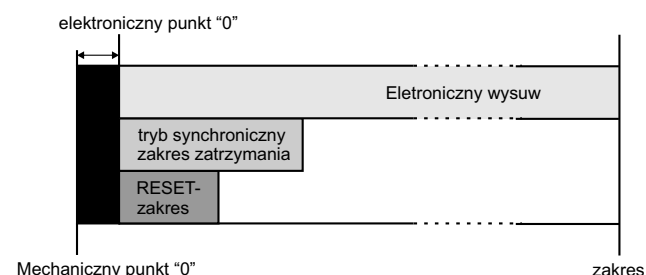 elektroniczny punkt “0”
Eletroniczny wysuw
tryb synchroniczny
zakres zatrzymania
RESET-
zakres
Mechaniczny punkt “0”
zakres